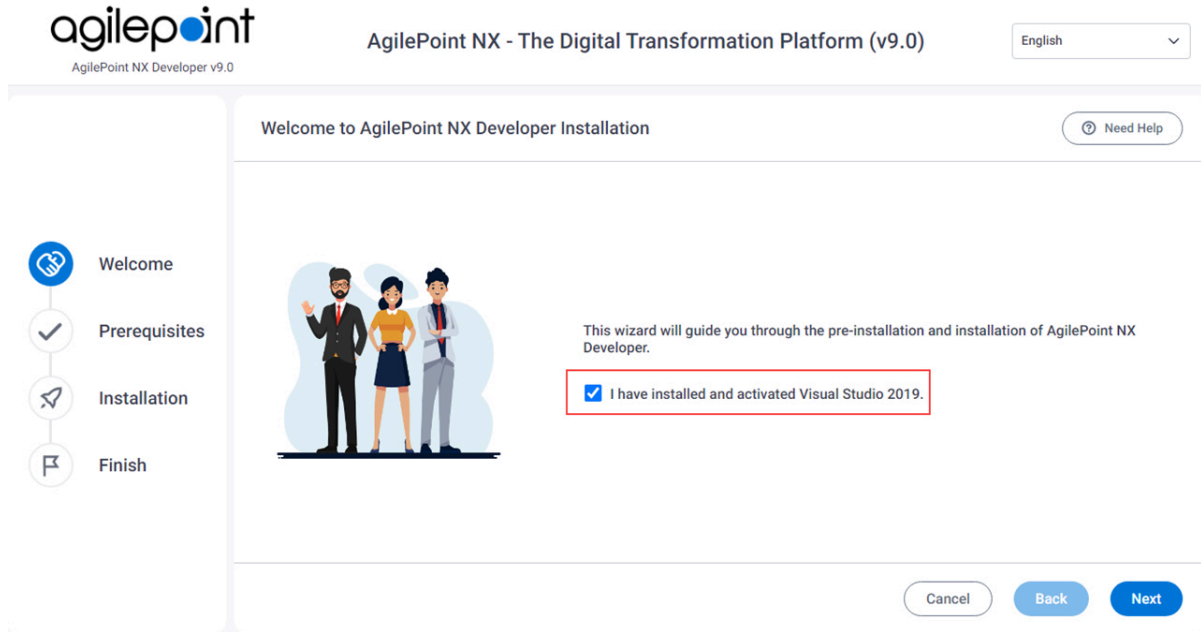 agilepoint
AgilePoint NX Developer v9.0
AgilePoint NX - The Digital Transformation Platform (v9.0)
English
Welcome to AgilePoint NX Developer Installation
Need Help
Welcome
Prerequisites
Installation
Finish
This wizard will guide you through the pre-installation and installation of AgilePoint NX
Developer.
I have installed and activated Visual Studio 2019.
Cancel
Back
Next